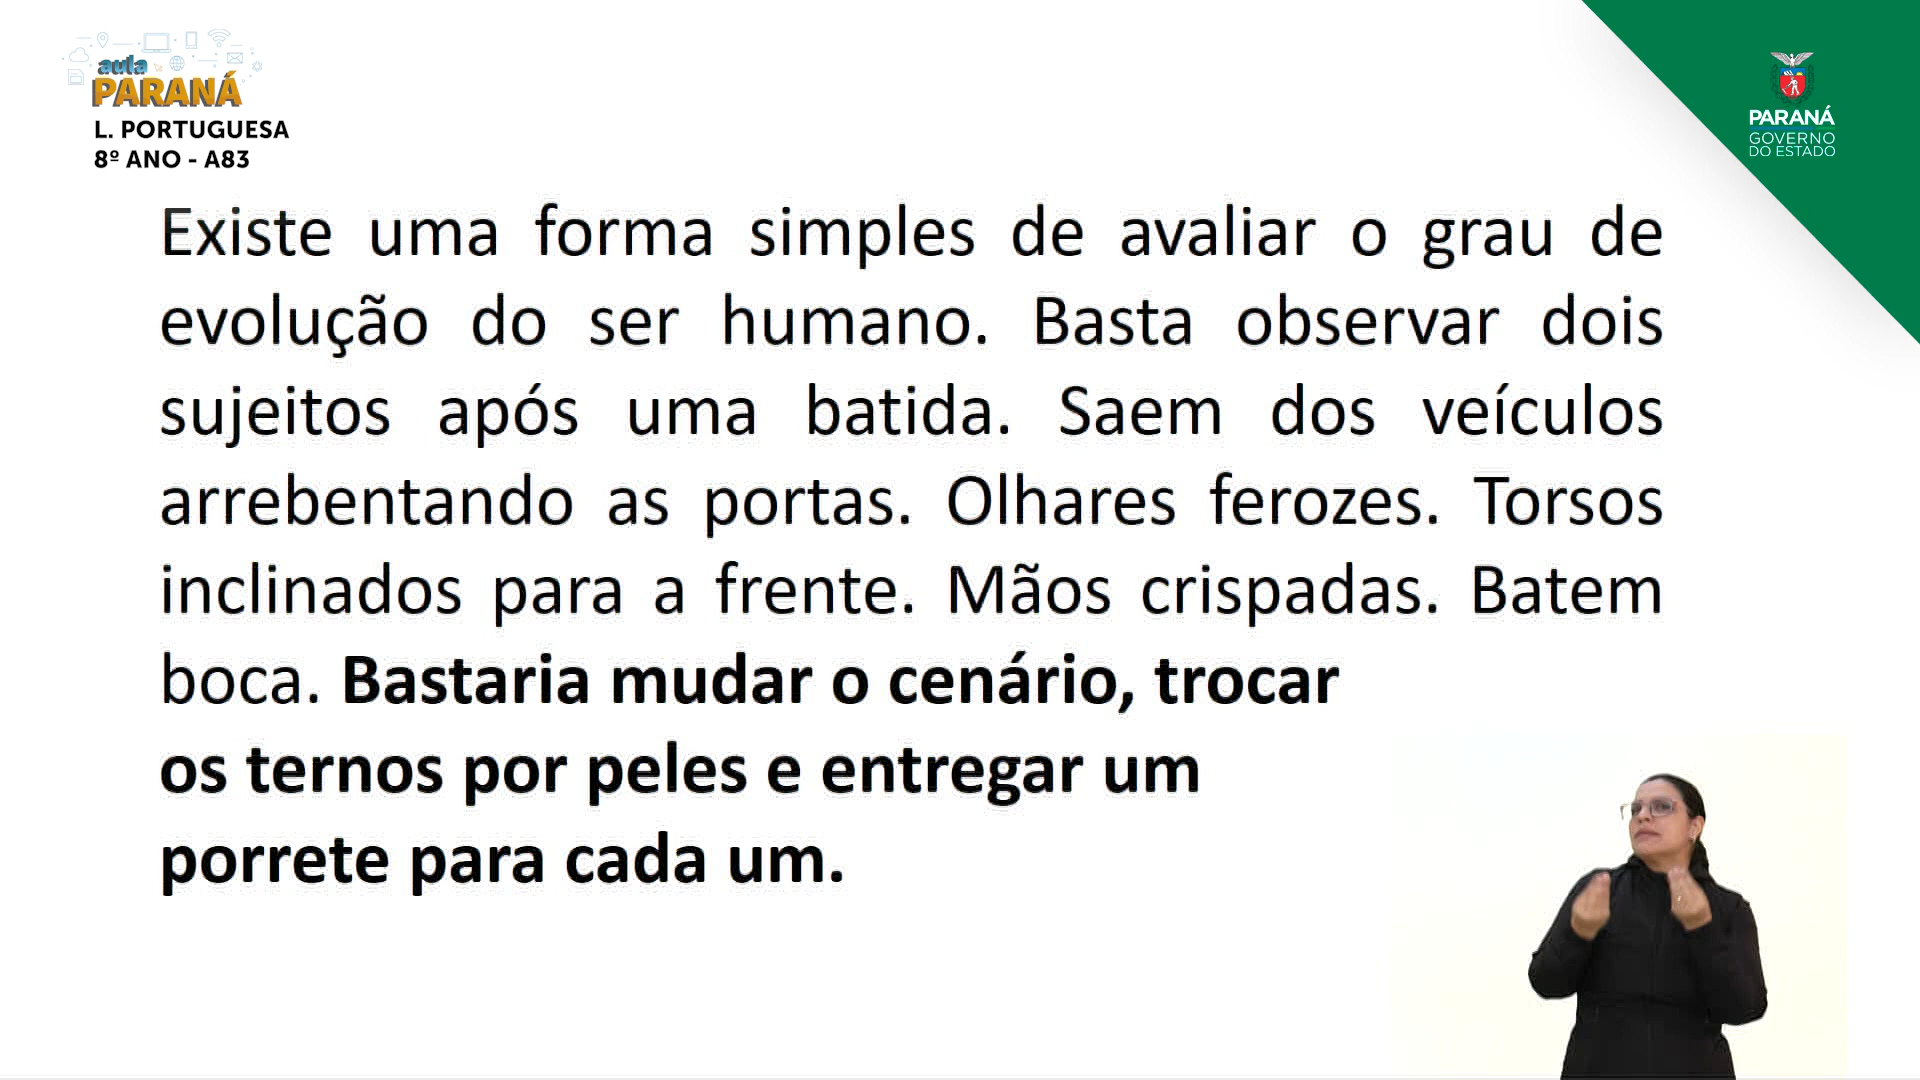 aula
PARANÁ
L. PORTUGUESA
8º ANO - A83
PARANÁ
GOVERNO
DO ESTADO
Existe uma forma simples de avaliar o grau de
evolução do ser humano. Basta observar dois
sujeitos após uma batida. Saem dos veículos
arrebentando as portas. Olhares ferozes. Torsos
inclinados para a frente. Mãos crispadas. Batem
boca. Bastaria mudar o cenário, trocar
os ternos por peles e entregar um
porrete para cada um.